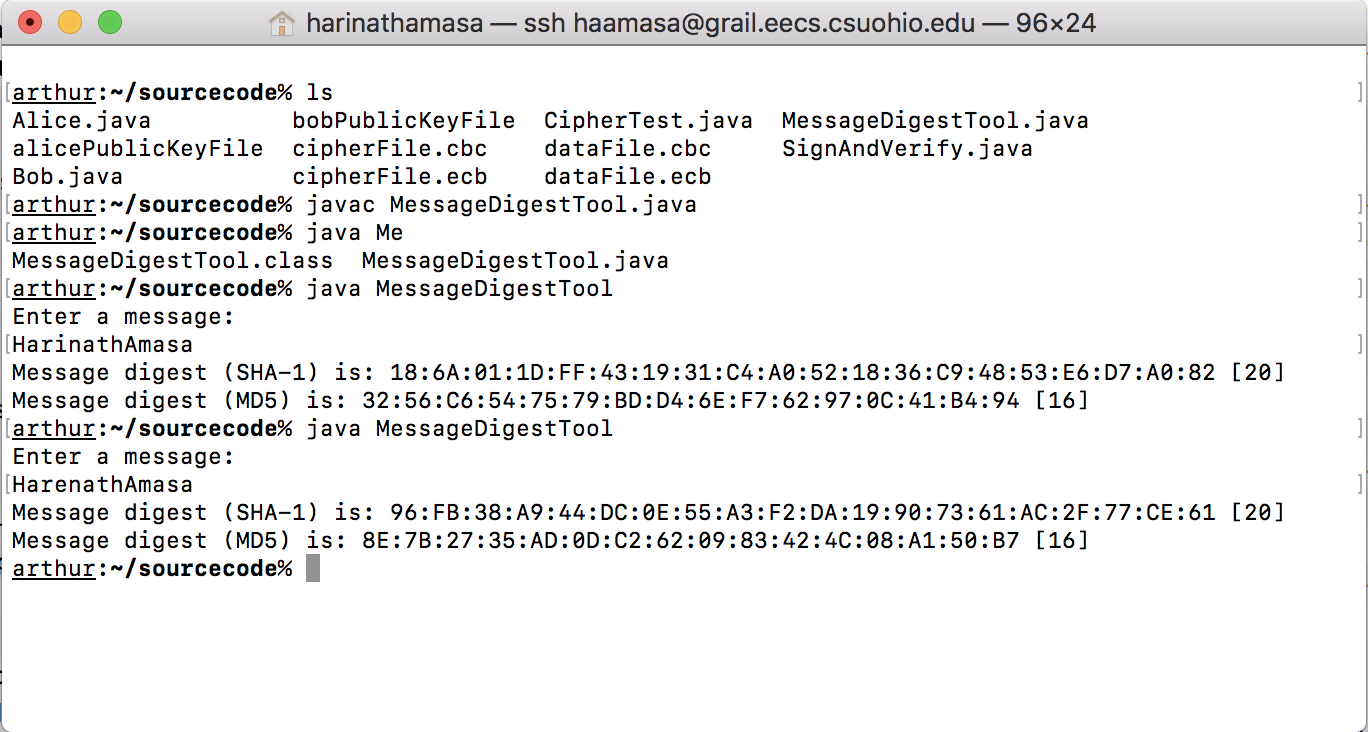 harinathamasa — ssh haamasa@grail.eecs.csuohio.edu — 96×24
[arthur:~/sourcecode% ls ]
Alice.java          bobPublicKeyFile  CipherTest.java  MessageDigestTool.java
alicePublicKeyFile  cipherFile.cbc    dataFile.cbc     SignAndVerify.java
Bob.java            cipherFile.ecb    dataFile.ecb
[arthur:~/sourcecode% javac MessageDigestTool.java ]
[arthur:~/sourcecode% java Me ]
MessageDigestTool.class  MessageDigestTool.java
[arthur:~/sourcecode% java MessageDigestTool ]
Enter a message:
[HarinathAmasa ]
Message digest (SHA-1) is: 18:6A:01:1D:FF:43:19:31:C4:A0:52:18:36:C9:48:53:E6:D7:A0:82 [20]
Message digest (MD5) is: 32:56:C6:54:75:79:BD:D4:6E:F7:62:97:0C:41:B4:94 [16]
[arthur:~/sourcecode% java MessageDigestTool ]
Enter a message:
[HarenathAmasa ]
Message digest (SHA-1) is: 96:FB:38:A9:44:DC:0E:55:A3:F2:DA:19:90:73:61:AC:2F:77:CE:61 [20]
Message digest (MD5) is: 8E:7B:27:35:AD:0D:C2:62:09:83:42:4C:08:A1:50:B7 [16]
arthur:~/sourcecode%